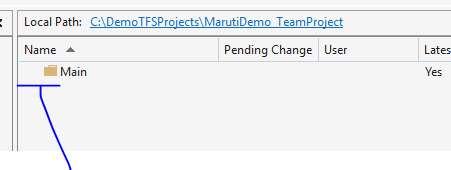 Local Path: C:\DemoTFSProjects\MarutiDemo_TeamProject
Name Pending Change User Lates
Main Yes